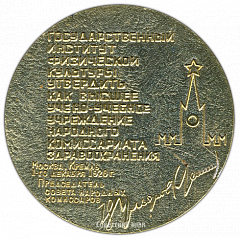 ГОСУДАРСТВЕННЫЙ
ИНСТИТУТ
ФИЗИЧЕСКОЙ
КУЛЬТУРЫ
УТВЕРДИТЬ
КАК ВЫСШЕЕ
УЧЕНО-УЧЕБНОЕ
УЧРЕЖДЕНИЕ
НАРОДНОГО
КОМИССАРИАТА
ЗДРАВООХРАНЕНИЯ
МОСКВА, КРЕМЛЬ
1-ГО ДЕКАБРЯ 1920 Г.
ПРЕДСЕДАТЕЛЬ
СОВЕТА НАРОДНЫХ
КОМИССАРОВ